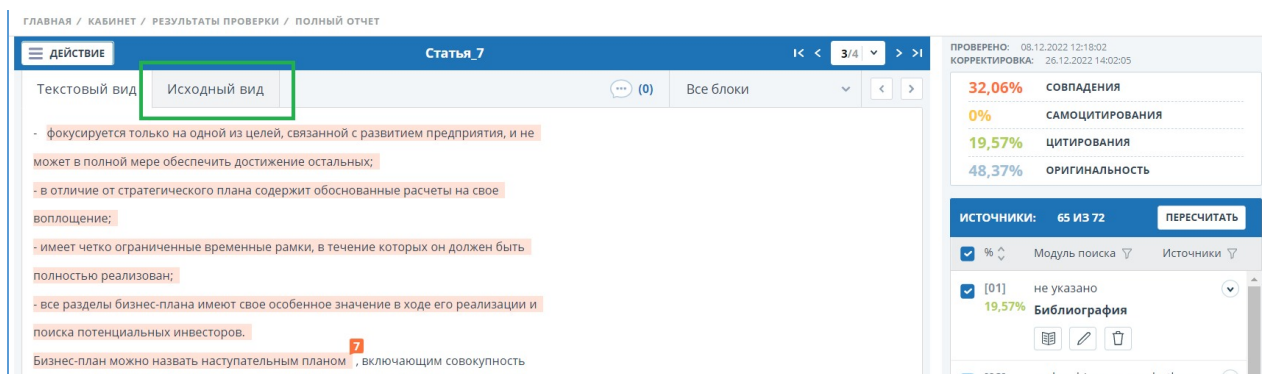 ГЛАВНАЯ / КАБИНЕТ / РЕЗУЛЬТАТЫ ПРОВЕРКИ / ПОЛНЫЙ ОТЧЕТ
ДЕЙСТВИЕ
Статья_7
3/4
Текстовый вид
Исходный вид
(0)
Все блоки
- фокусируется только на одной из целей, связанной с развитием предприятия, и не
может в полной мере обеспечить достижение остальных;
- в отличие от стратегического плана содержит обоснованные расчеты на свое
воплощение;
- имеет четко ограниченные временные рамки, в течение которых он должен быть
полностью реализован;
- все разделы бизнес-плана имеют свое особенное значение в ходе его реализации и
поиска потенциальных инвесторов.
7
Бизнес-план можно назвать наступательным планом , включающим совокупность
ПРОВЕРЕНО: 08.12.2022 12:18:02
КОРРЕКТИРОВКА: 26.12.2022 14:02:05
32,06% СОВПАДЕНИЯ
0% САМОЦИТИРОВАНИЯ
19,57% ЦИТИРОВАНИЯ
48,37% ОРИГИНАЛЬНОСТЬ
ИСТОЧНИКИ: 65 ИЗ 72
ПЕРЕСЧИТАТЬ
% Модуль поиска Источники
[01] не указано
19,57% Библиография